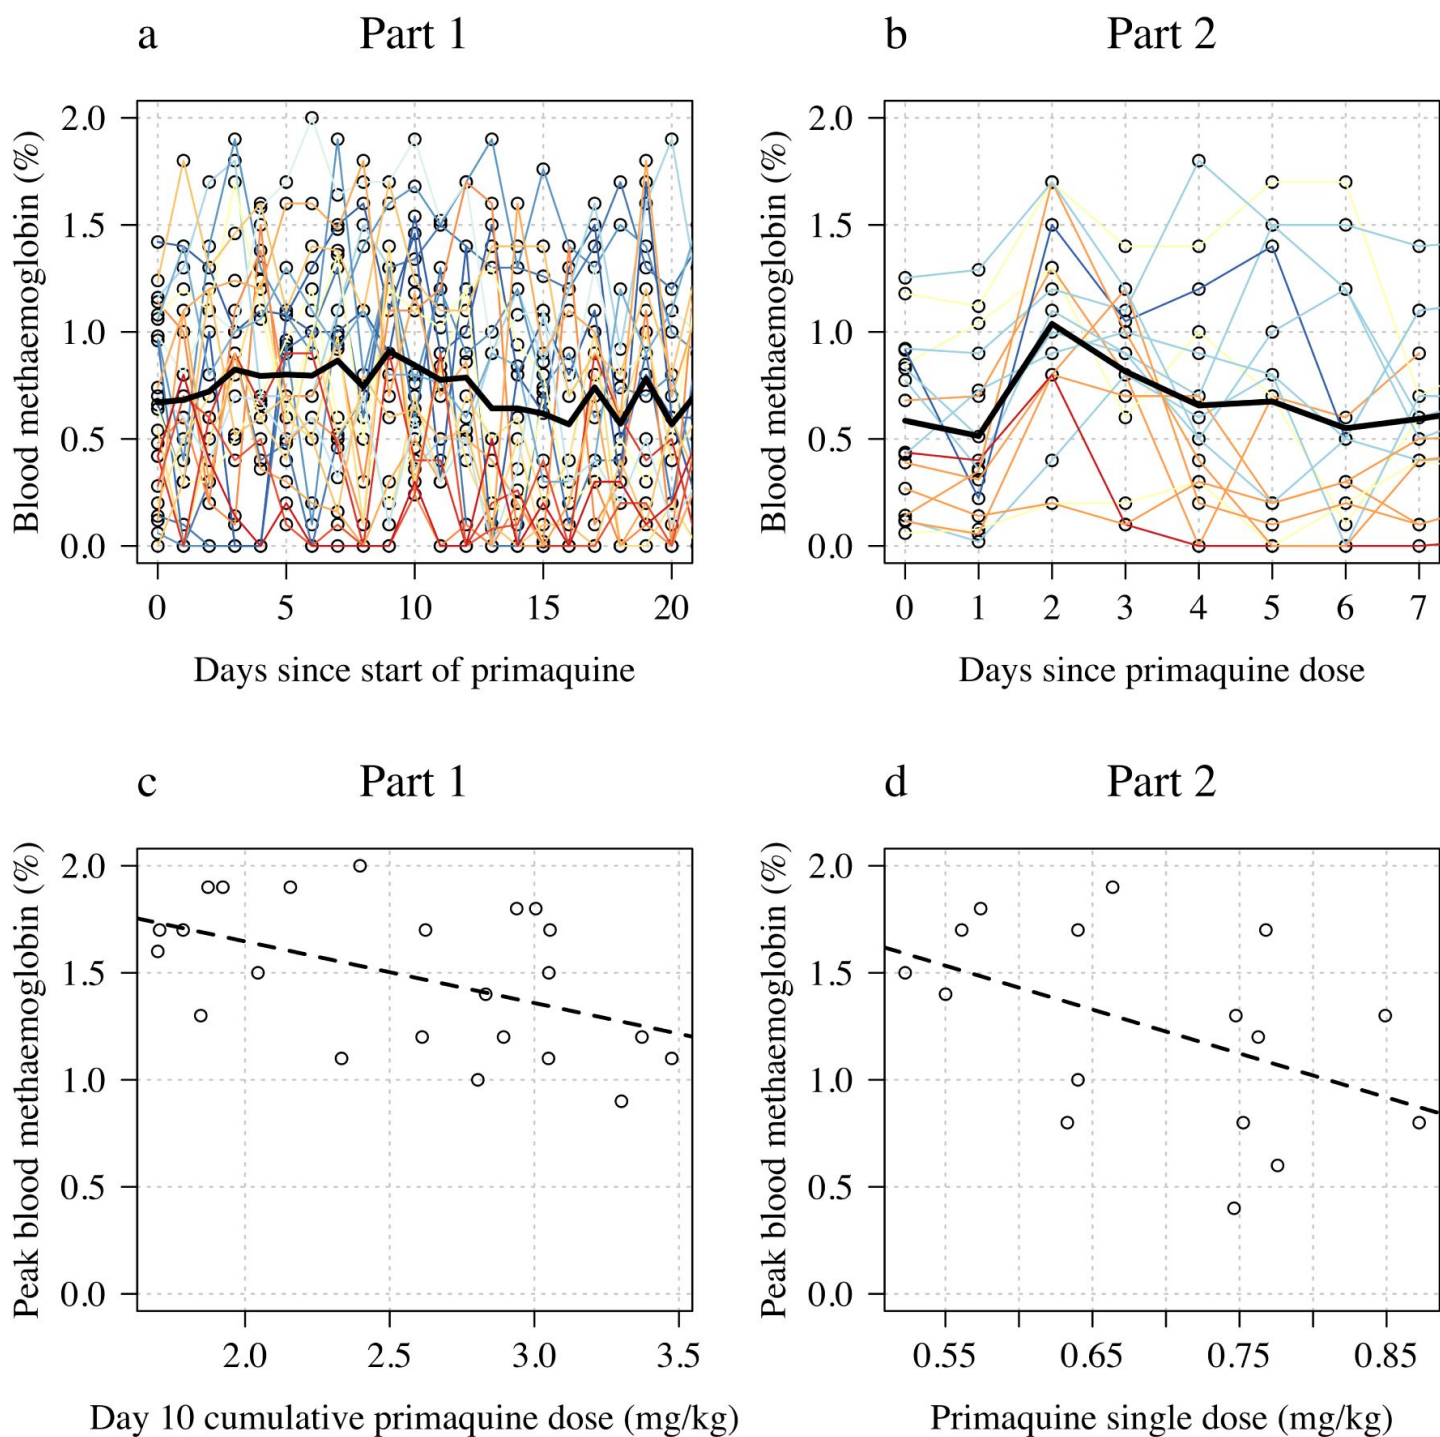 a Part 1
Blood methaemoglobin (%)
2.0
1.5
1.0
0.5
0.0
0 5 10 15 20
Days since start of primaquine
b Part 2
Blood methaemoglobin (%)
2.0
1.5
1.0
0.5
0.0
0 1 2 3 4 5 6 7
Days since primaquine dose
c Part 1
Peak blood methaemoglobin (%)
2.0
1.5
1.0
0.5
0.0
2.0 2.5 3.0 3.5
Day 10 cumulative primaquine dose (mg/kg)
d Part 2
Peak blood methaemoglobin (%)
2.0
1.5
1.0
0.5
0.0
0.55 0.65 0.75 0.85
Primaquine single dose (mg/kg)